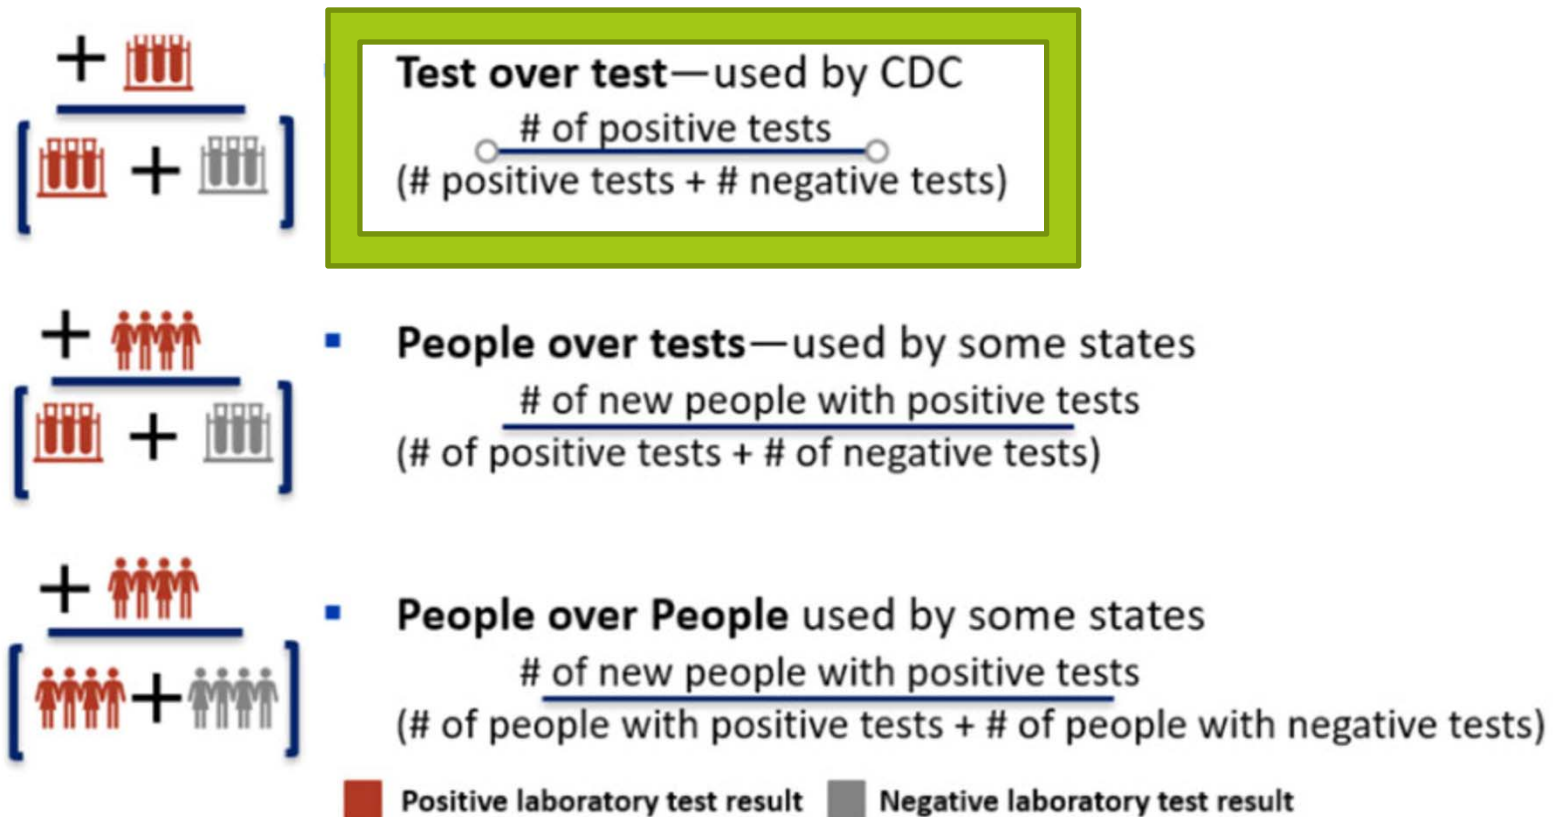 Test over test—used by CDC
# of positive tests
(# positive tests + # negative tests)
People over tests—used by some states
# of new people with positive tests
(# of positive tests + # of negative tests)
People over People used by some states
# of new people with positive tests
(# of people with positive tests + # of people with negative tests)
Positive laboratory test result Negative laboratory test result